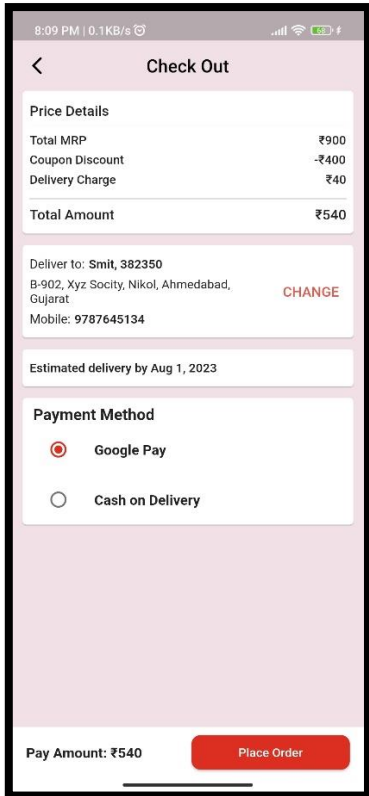 8:09 PM | 0.1KB/s
Check Out
Price Details
Total MRP ₹900
Coupon Discount -₹400
Delivery Charge ₹40
Total Amount ₹540
Deliver to: Smit, 382350
B-902, Xyz Socity, Nikol, Ahmedabad,
Gujarat
CHANGE
Mobile: 9787645134
Estimated delivery by Aug 1, 2023
Payment Method
Google Pay
Cash on Delivery
Pay Amount: ₹540
Place Order